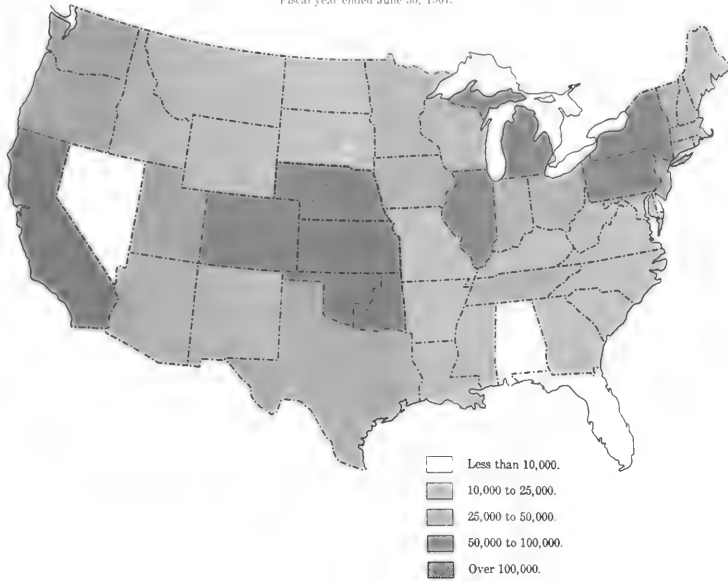 Fiscal year ended June 30, 1907.
Less than 10,000.
10,000 to 25,000.
25,000 to 50,000.
50,000 to 100,000.
Over 100,000.